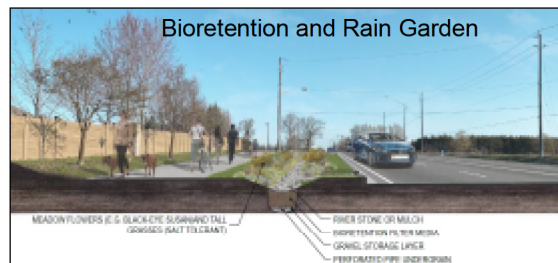 Bioretention and Rain Garden
MEADOW FLOWERS (E.G. BLACK-EYE SUSAN) AND TALL
GRASSES (SALT TOLERANT)
RIVER STONE OR MULCH
BIORETENTION FILTER MEDIA
GRAVEL STORAGE LAYER
PERFORATED PIPE UNDERDRAIN